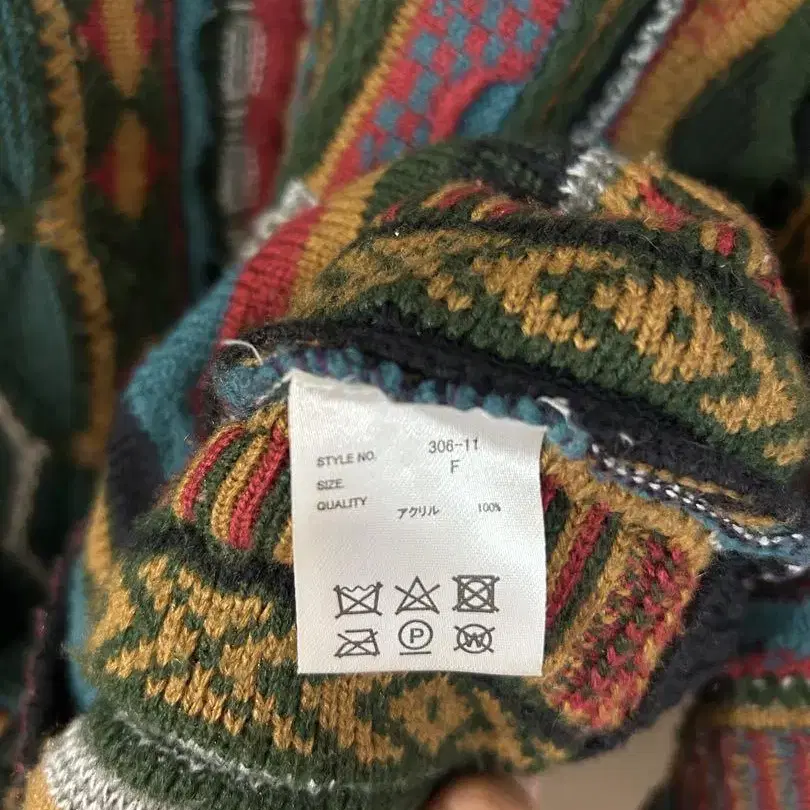 STYLE NO. 306-11
SIZE. F
QUALITY アクリル 100%
P W